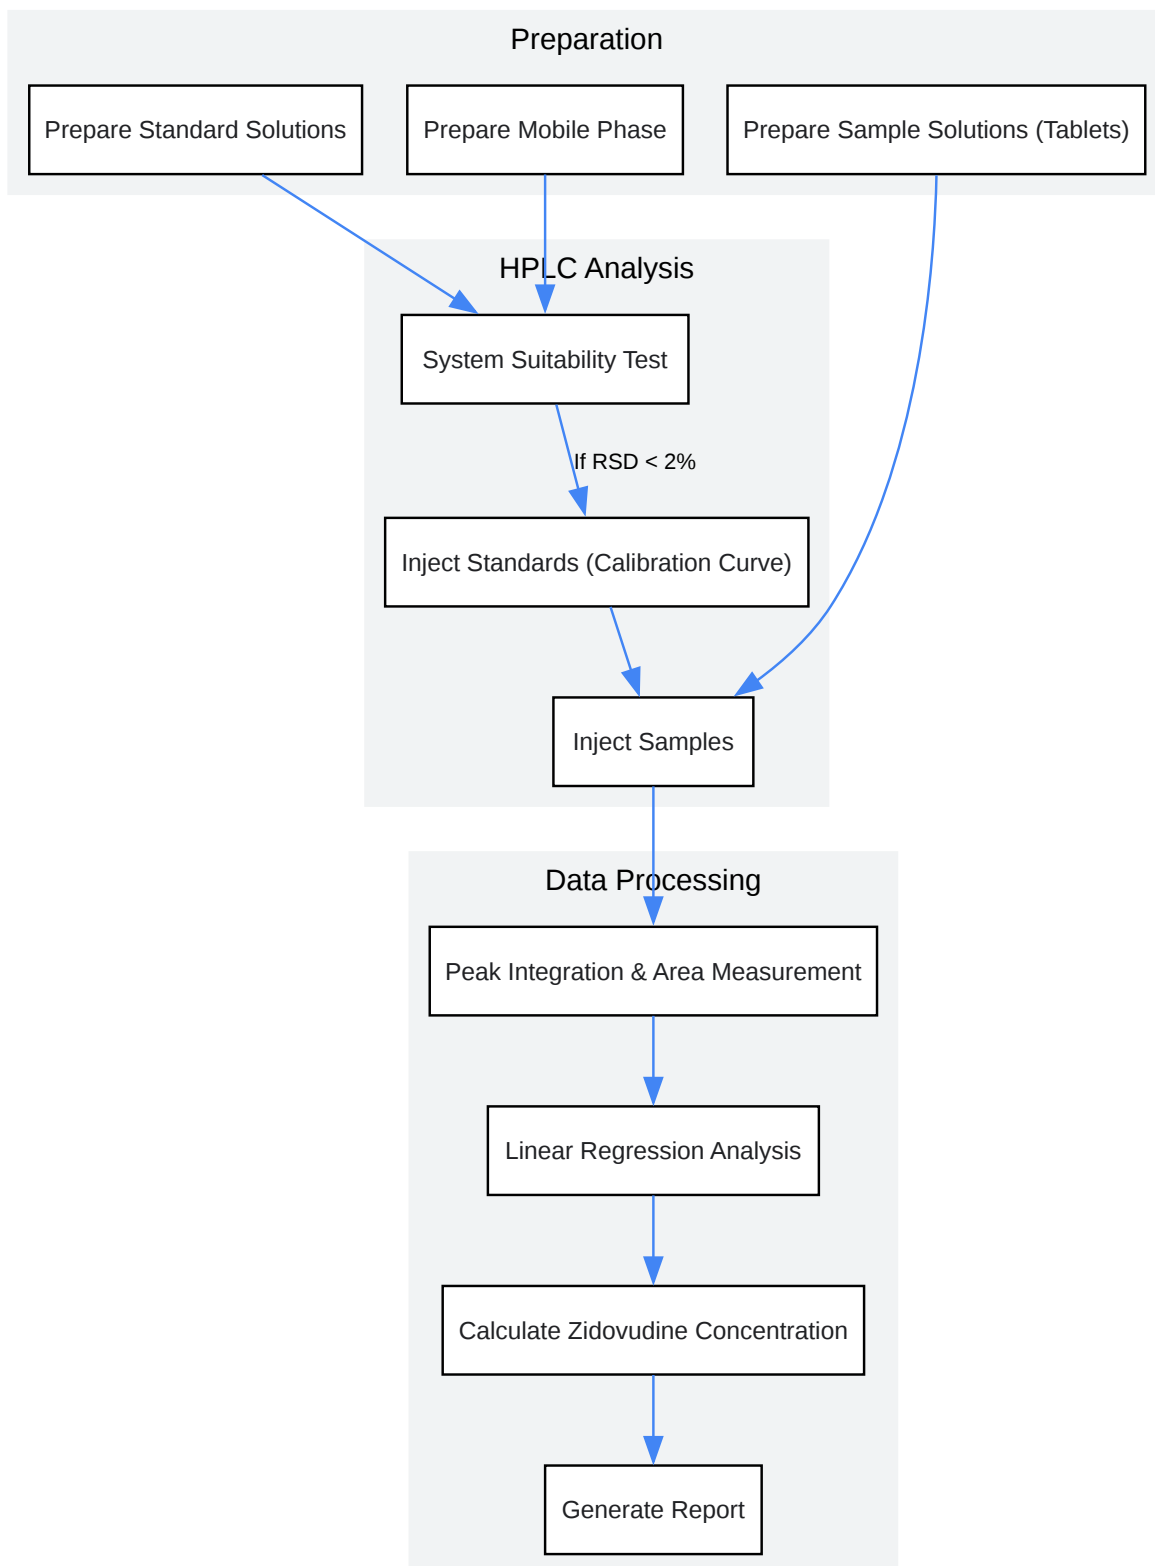 Preparation
Prepare Standard Solutions
Prepare Mobile Phase
Prepare Sample Solutions (Tablets)
HPLC Analysis
System Suitability Test
If RSD < 2%
Inject Standards (Calibration Curve)
Inject Samples
Data Processing
Peak Integration & Area Measurement
Linear Regression Analysis
Calculate Zidovudine Concentration
Generate Report